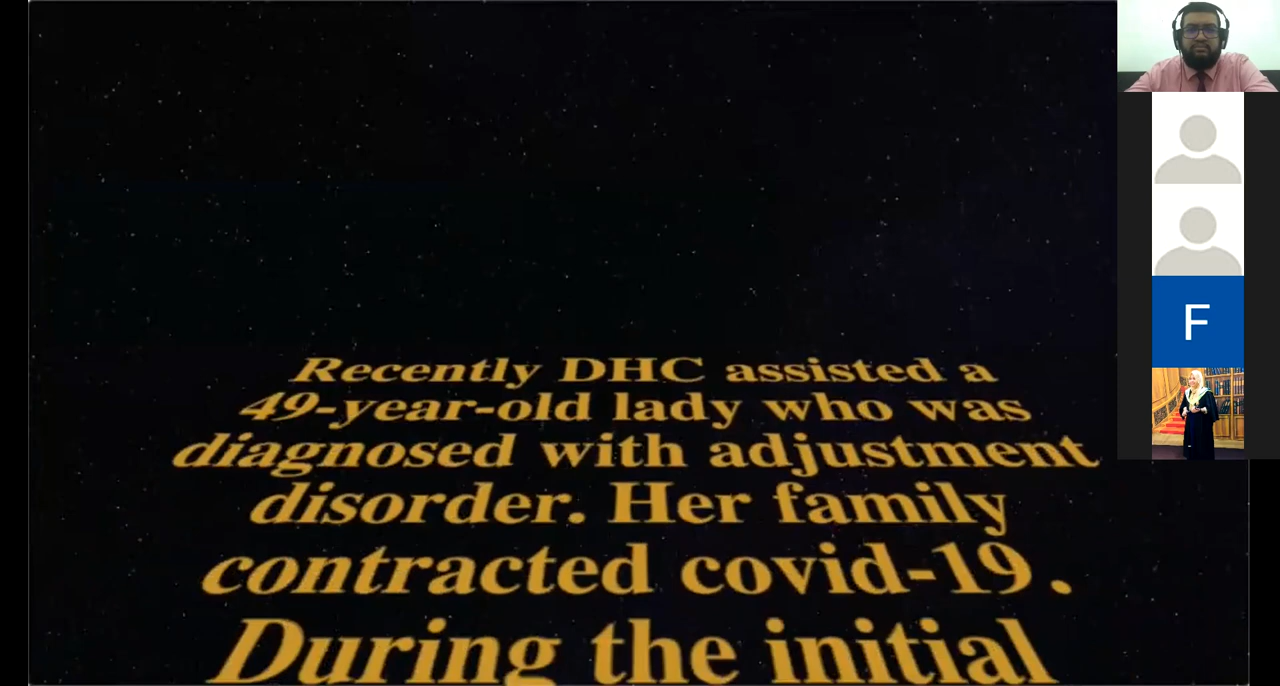 Recently DHC assisted a
49-year-old lady who was
diagnosed with adjustment
disorder. Her family
contracted covid-19.
During the initial
F